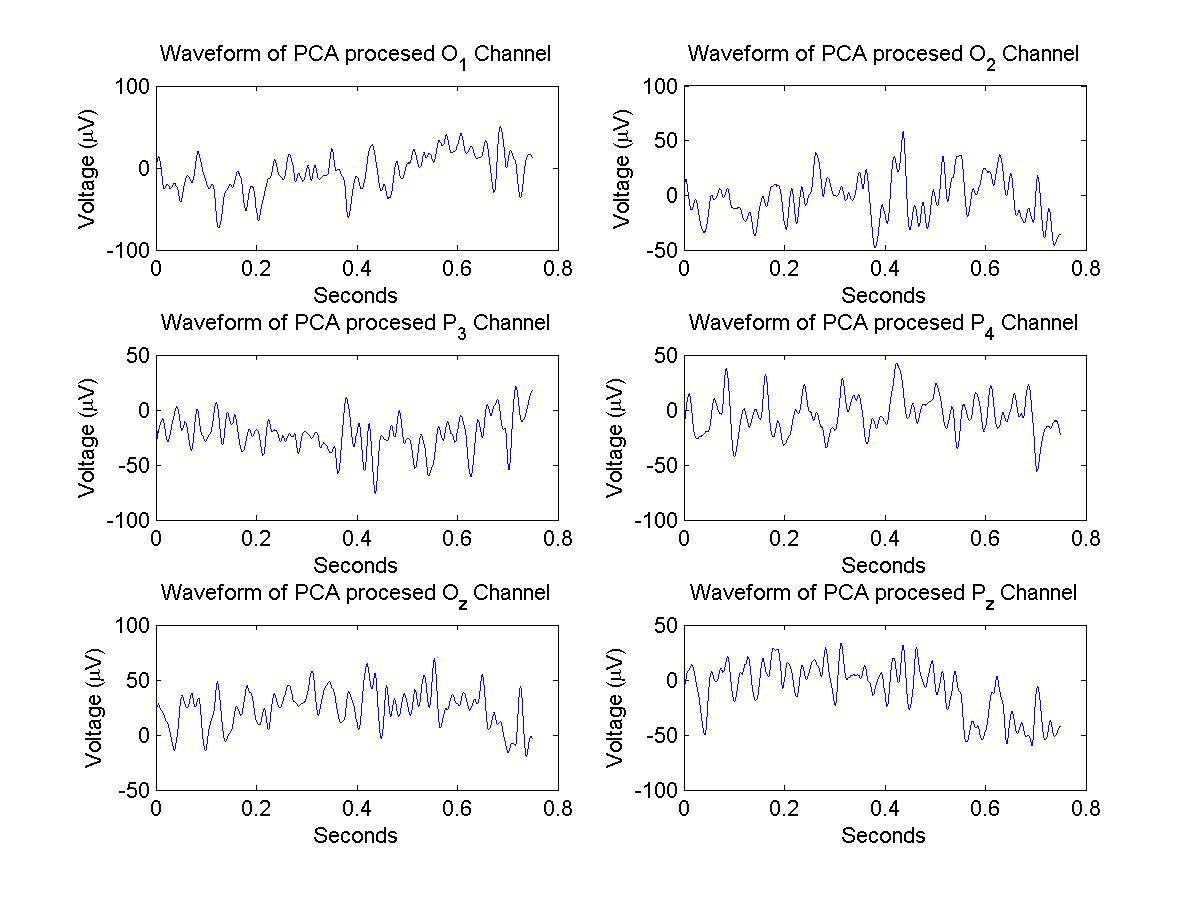 Waveform of PCA procesed O1 Channel
100
0
-100
Voltage (μV)
0 0.2 0.4 0.6 0.8
Seconds
Waveform of PCA procesed O2 Channel
100
50
0
-50
Voltage (μV)
0 0.2 0.4 0.6 0.8
Seconds
Waveform of PCA procesed P3 Channel
50
0
-50
-100
Voltage (μV)
0 0.2 0.4 0.6 0.8
Seconds
Waveform of PCA procesed P4 Channel
50
0
-50
-100
Voltage (μV)
0 0.2 0.4 0.6 0.8
Seconds
Waveform of PCA procesed Oz Channel
100
50
0
-50
Voltage (μV)
0 0.2 0.4 0.6 0.8
Seconds
Waveform of PCA procesed Pz Channel
50
0
-50
-100
Voltage (μV)
0 0.2 0.4 0.6 0.8
Seconds